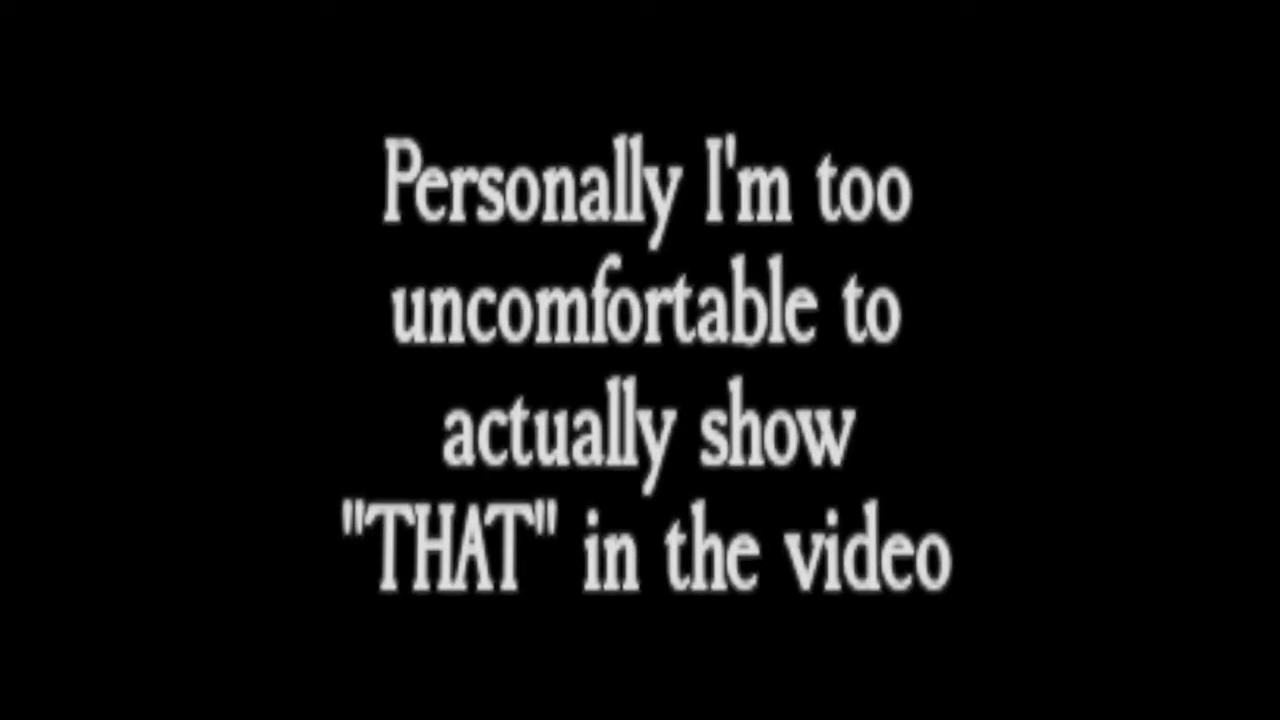 Personally I'm too
uncomfortable to
actually show
"THAT" in the video